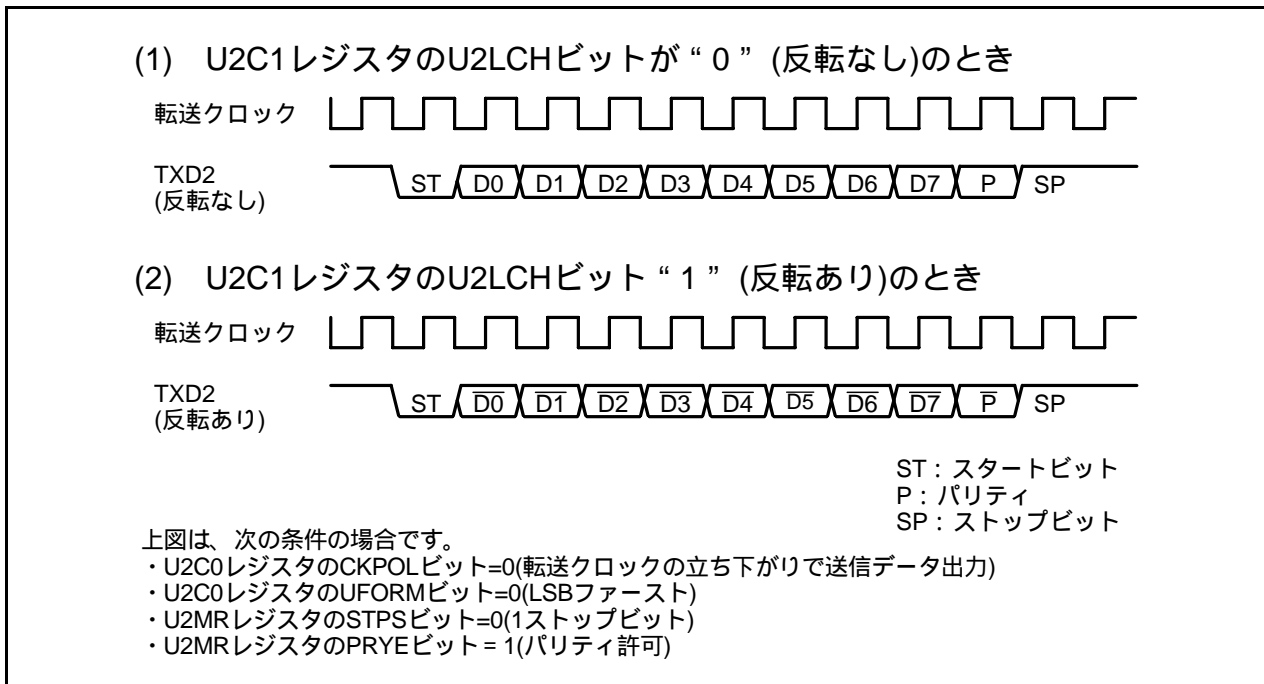 (1) U2C1レジスタのU2LCHビットが“0”(反転なし)のとき
転送クロック
TXD2
(反転なし)
ST D0 D1 D2 D3 D4 D5 D6 D7 P SP
(2) U2C1レジスタのU2LCHビット“1”(反転あり)のとき
転送クロック
TXD2
(反転あり)
ST D̅0̅ D̅1̅ D̅2̅ D̅3̅ D̅4̅ D̅5̅ D̅6̅ D̅7̅ P̅ SP
ST：スタートビット
P：パリティ
SP：ストップビット
上図は、次の条件の場合です。
・U2C0レジスタのCKPOLビット=0(転送クロックの立ち下がりで送信データ出力)
・U2C0レジスタのUFORMビット=0(LSBファースト)
・U2MRレジスタのSTPSビット=0(1ストップビット)
・U2MRレジスタのPRYEビット = 1(パリティ許可)